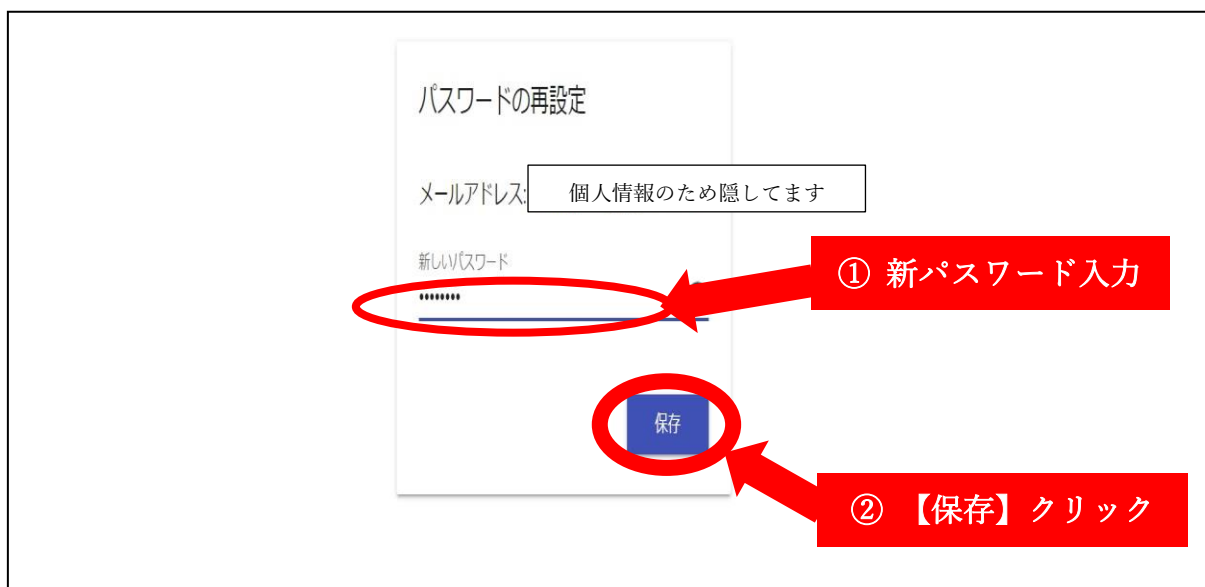 パスワードの再設定
メールアドレス: 個人情報のため隠してます
新しいパスワード
••••••••
① 新パスワード入力
保存
② 【保存】クリック